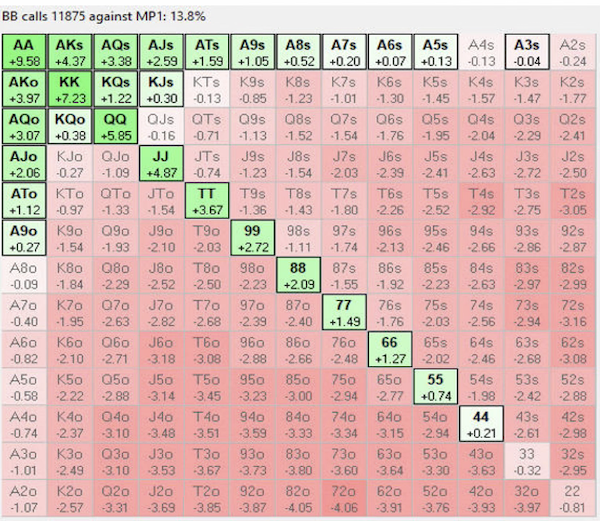 BB calls 11875 against MP1: 13.8%
AA AKs AQs AJs ATs A9s A8s A7s A6s A5s A4s A3s A2s
+9.58 +4.37 +3.38 +2.59 +1.59 +1.05 +0.52 +0.20 +0.07 +0.13 -0.13 -0.04 -0.24
AKo KK KQs KJs KTs K9s K8s K7s K6s K5s K4s K3s K2s
+3.97 +7.23 +1.22 +0.30 -0.13 -0.85 -1.23 -1.01 -1.30 -1.45 -1.57 -1.47 -1.77
AQo KQo QQ QJs QTs Q9s Q8s Q7s Q6s Q5s Q4s Q3s Q2s
+3.07 +0.38 +5.85 -0.16 -0.71 -1.13 -1.52 -1.54 -1.76 -1.95 -2.04 -2.29 -2.41
AJo KJo QJo JJ JTs J9s J8s J7s J6s J5s J4s J3s J2s
+2.06 -0.27 -1.09 +4.87 -0.74 -1.23 -1.54 -2.03 -2.39 -2.41 -2.63 -2.72 -2.50
ATo KTo QTo JTo TT T9s T8s T7s T6s T5s T4s T3s T2s
+1.12 -0.97 -1.33 -1.54 +3.67 -1.36 -1.43 -1.80 -2.26 -2.52 -2.92 -2.75 -3.05
A9o K9o Q9o J9o T9o 99 98s 97s 96s 95s 94s 93s 92s
+0.27 -1.54 -1.93 -2.10 -2.03 +2.72 -1.11 -1.74 -2.13 -2.46 -2.66 -2.86 -2.87
A8o K8o Q8o J8o T8o 98o 88 87s 86s 85s 84s 83s 82s
-0.09 -1.84 -2.29 -2.52 -2.50 -2.23 +2.09 -1.55 -1.92 -2.23 -2.63 -2.97 -2.99
A7o K7o Q7o J7o T7o 97o 87o 77 76s 75s 74s 73s 72s
-0.40 -1.95 -2.63 -2.82 -2.68 -2.39 -2.40 +1.49 -1.76 -2.03 -2.56 -2.94 -3.16
A6o K6o Q6o J6o T6o 96o 86o 76o 66 65s 64s 63s 62s
-0.82 -2.10 -2.71 -3.18 -3.08 -2.88 -2.66 -2.48 +1.27 -2.02 -2.46 -2.68 -3.08
A5o K5o Q5o J5o T5o 95o 85o 75o 65o 55 54s 53s 52s
-0.58 -2.22 -2.88 -3.14 -3.45 -3.23 -3.00 -2.94 -2.77 +0.74 -1.98 -2.42 -2.88
A4o K4o Q4o J4o T4o 94o 84o 74o 64o 54o 44 43s 42s
-0.74 -2.37 -3.10 -3.48 -3.51 -3.59 -3.33 -3.34 -3.15 -2.94 +0.21 -2.61 -2.98
A3o K3o Q3o J3o T3o 93o 83o 73o 63o 53o 43o 33 32s
-1.01 -2.49 -3.10 -3.53 -3.67 -3.73 -3.80 -3.60 -3.64 -3.30 -3.63 -0.32 -2.95
A2o K2o Q2o J2o T2o 92o 82o 72o 62o 52o 42o 32o 22
-1.07 -2.57 -3.31 -3.69 -3.85 -3.87 -4.05 -4.06 -3.91 -3.76 -3.93 -3.97 -0.81